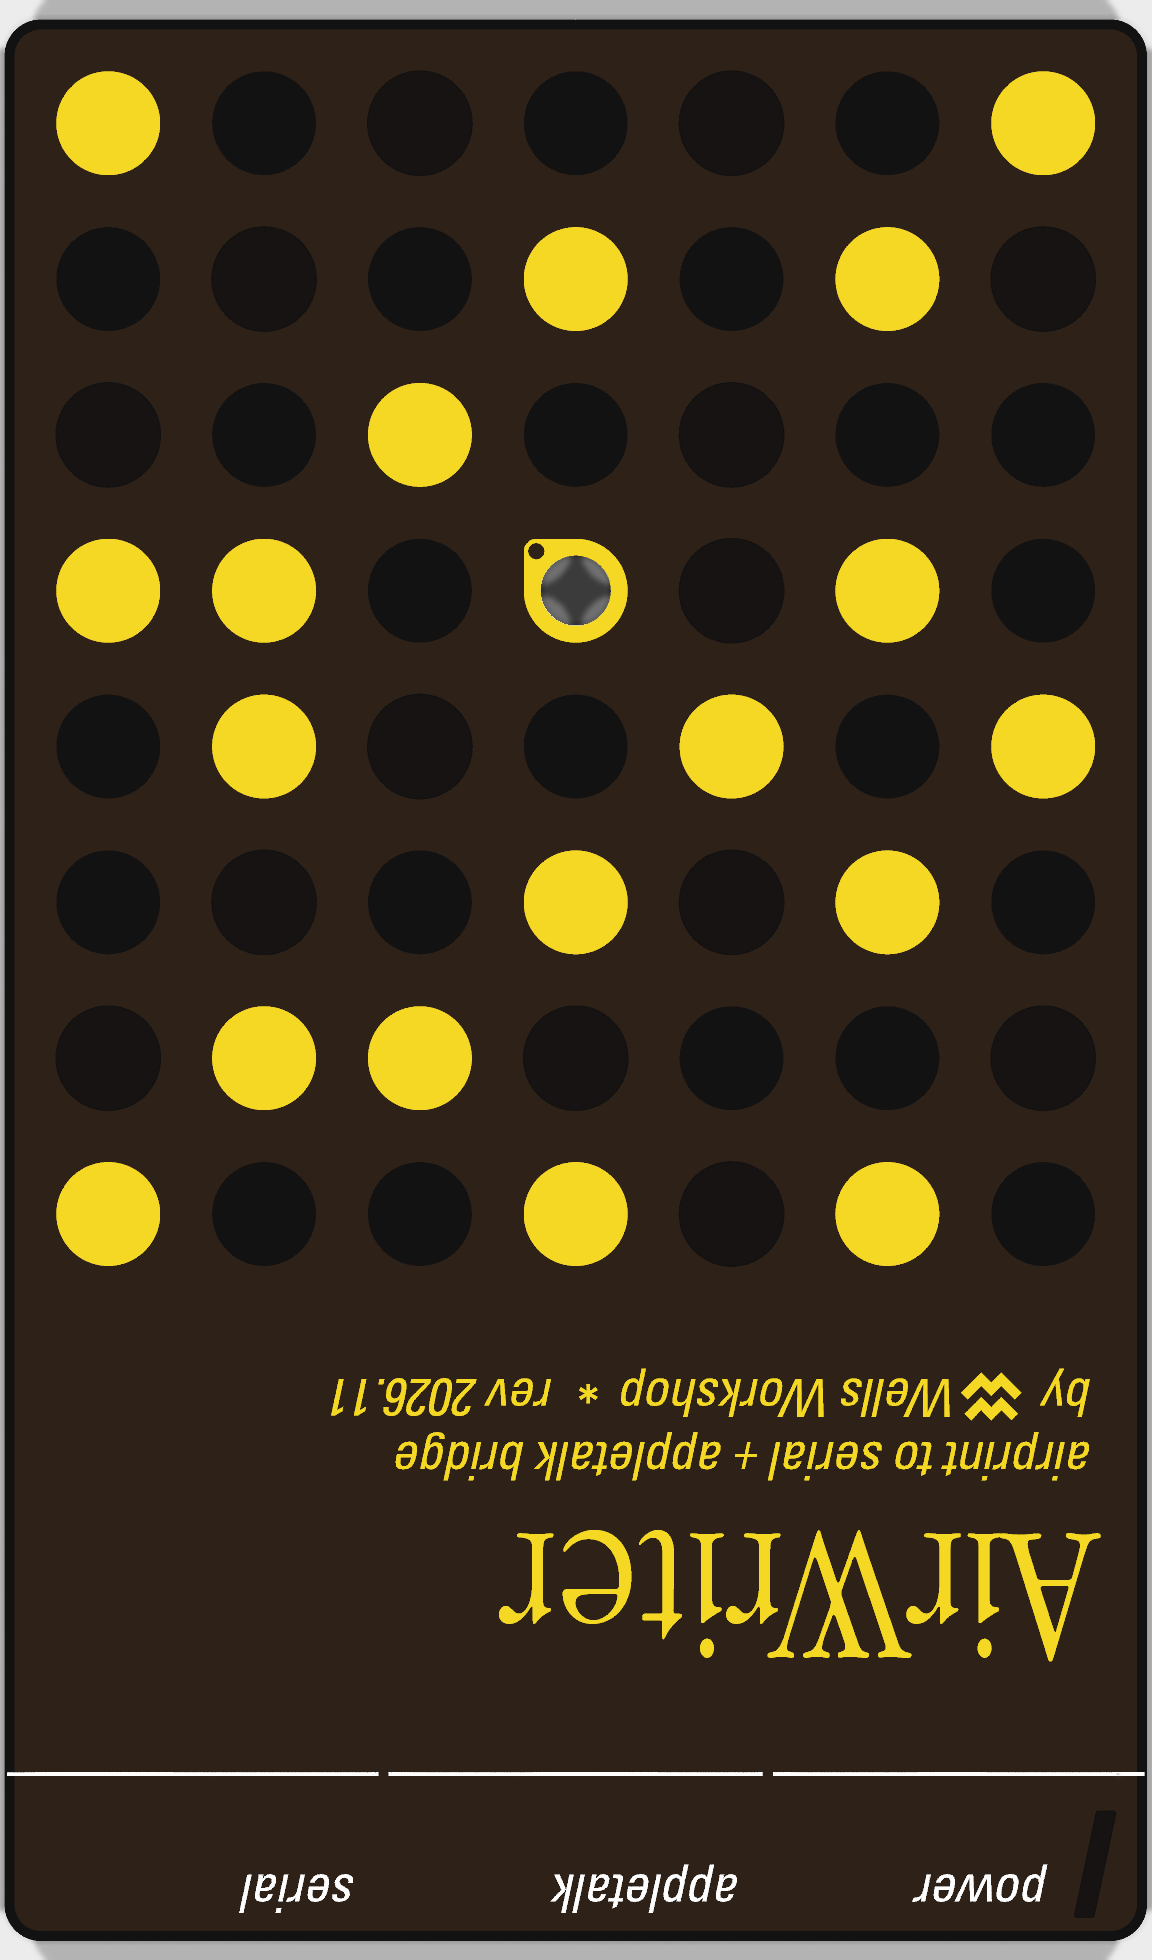 power appletalk serial
AirWriter
airprint to serial + appletalk bridge
by Wells Workshop * rev 2026.11